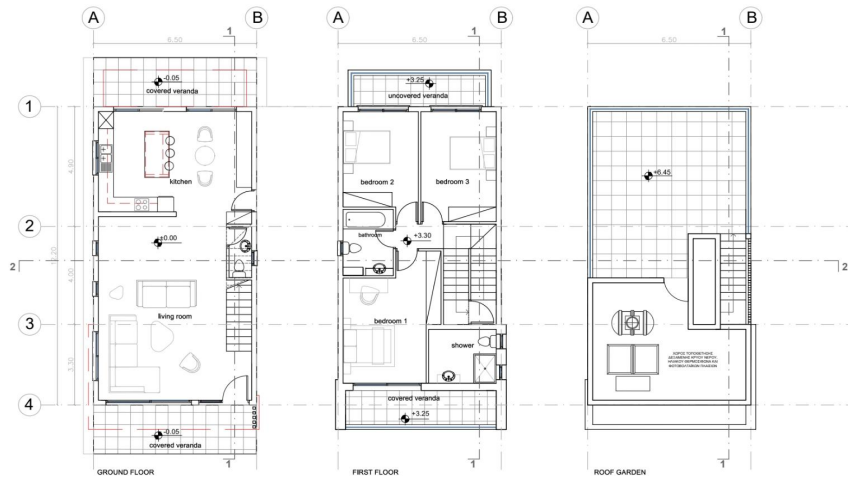 A
B
A
B
A
B
1
1
1
6.50
6.50
6.50
-0.05
covered veranda
+3.25
uncovered veranda
1
4.90
kitchen
bedroom 2
bedroom 3
+6.45
2
±0.00
bathroom
+3.30
2
2
4.00
living room
bedroom 1
3
shower
3.30
ΧΩΡΟΣ ΤΟΠΟΘΕΤΗΣΗΣ
4
covered veranda
+3.25
-0.05
covered veranda
1
1
1
GROUND FLOOR
FIRST FLOOR
ROOF GARDEN